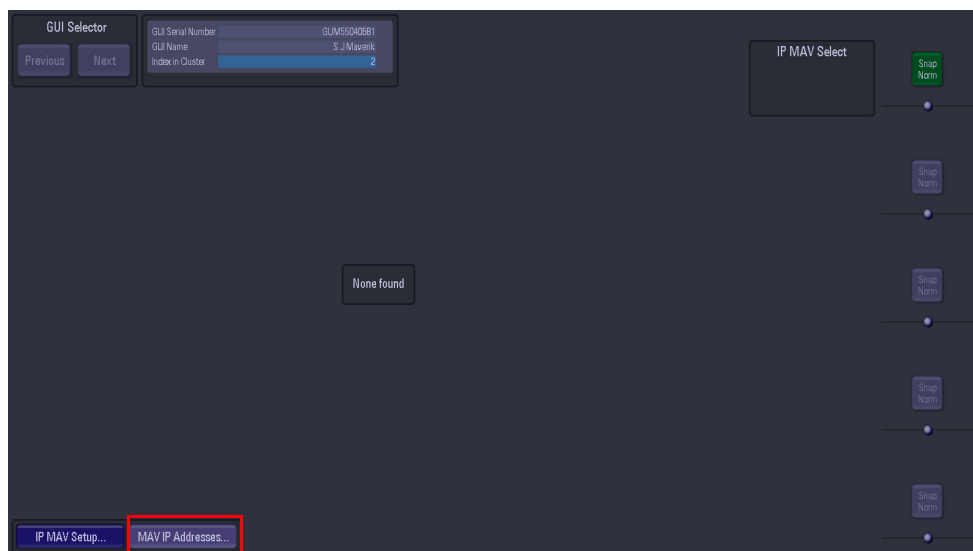 GUI Selector
Previous Next
GUI Serial Number GUM55040681
GUI Name S J Maverik
Index in Cluster 2
IP MAV Select
Snap
Norm
Snap
Norm
None found
Snap
Norm
Snap
Norm
Snap
Norm
IP MAV Setup... MAV IP Addresses...